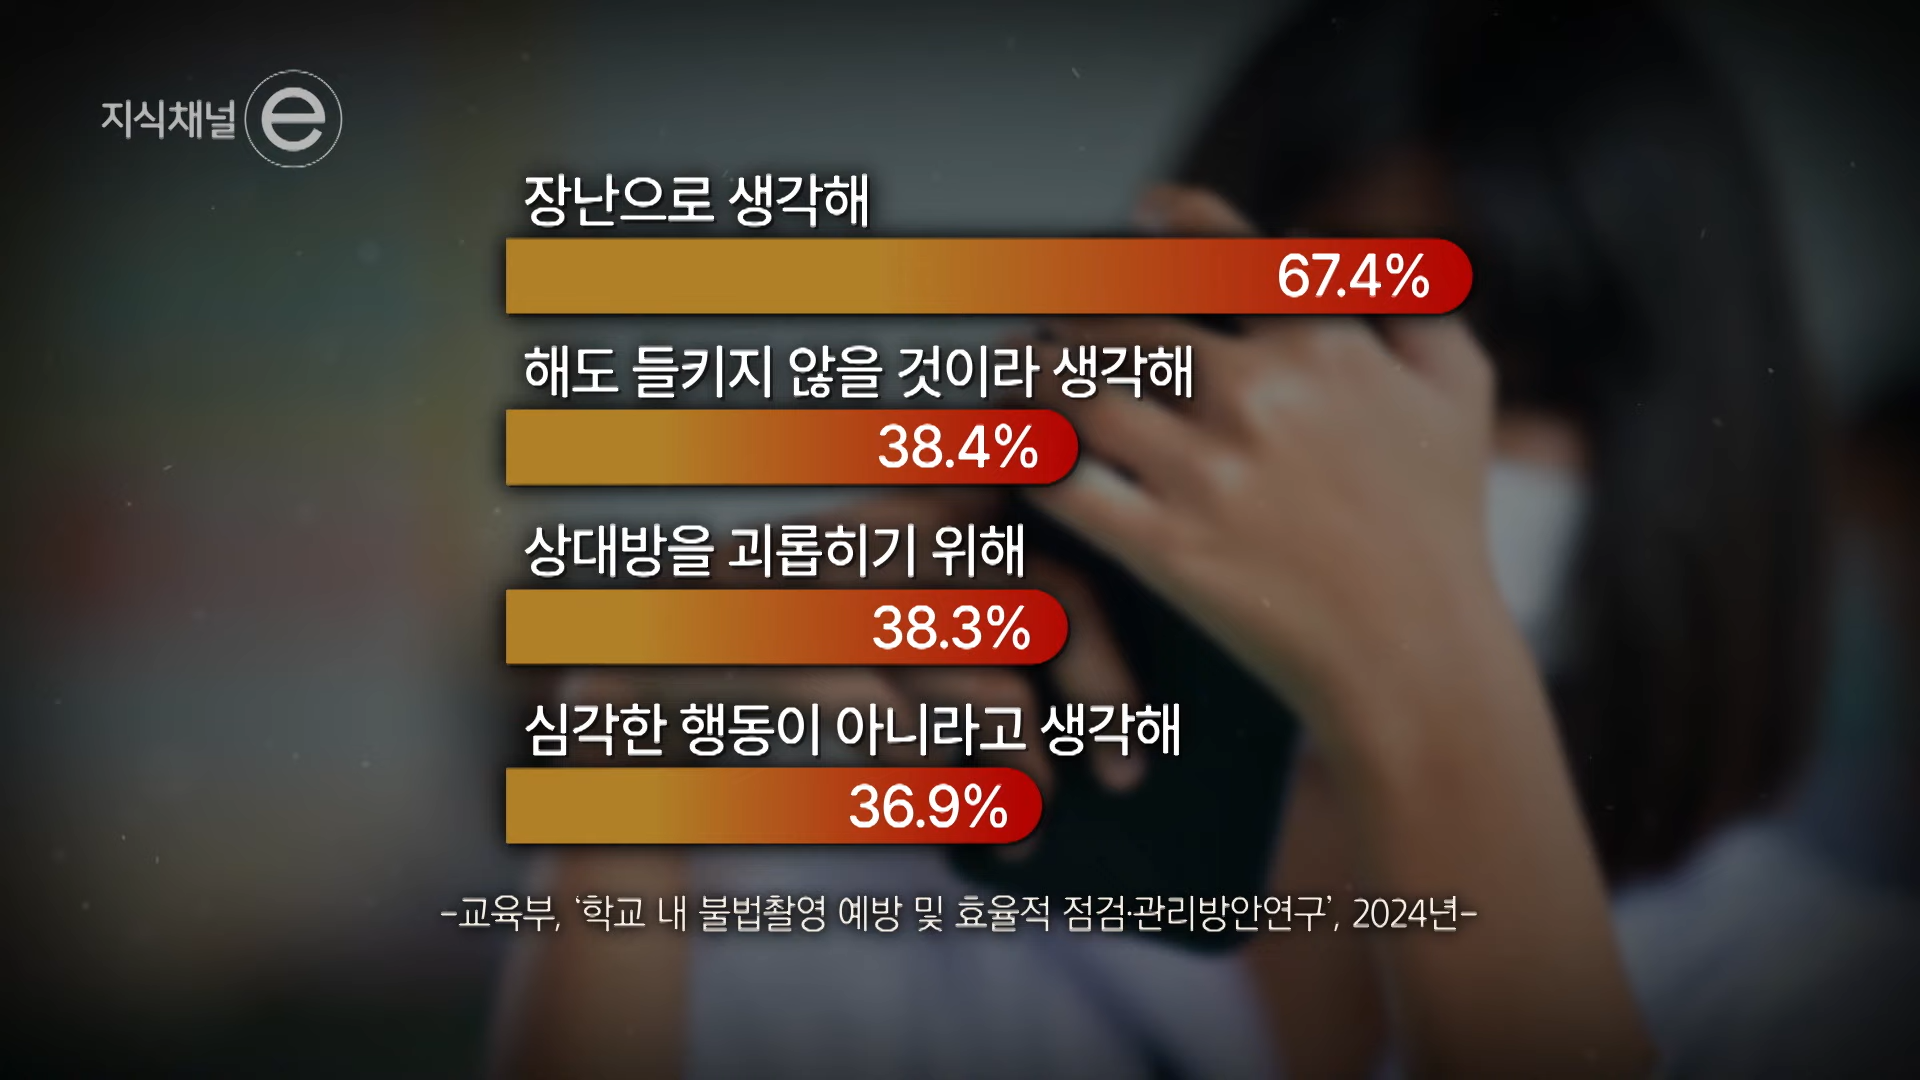 지식채널 e
장난으로 생각해
67.4%
해도 들키지 않을 것이라 생각해
38.4%
상대방을 괴롭히기 위해
38.3%
심각한 행동이 아니라고 생각해
36.9%
-교육부, ‘학교 내 불법촬영 예방 및 효율적 점검·관리방안연구’, 2024년-